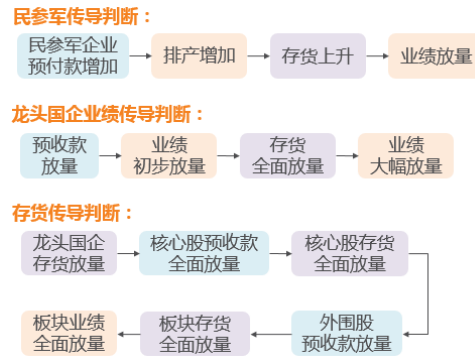 民参军传导判断：
民参军企业
预付款增加
排产增加
存货上升
业绩放量
龙头国企业绩传导判断：
预收款
放量
业绩
初步放量
存货
全面放量
业绩
大幅放量
存货传导判断：
龙头国企
存货放量
核心股预收款
全面放量
核心股存货
全面放量
外围股
预收款放量
板块存货
全面放量
板块业绩
全面放量